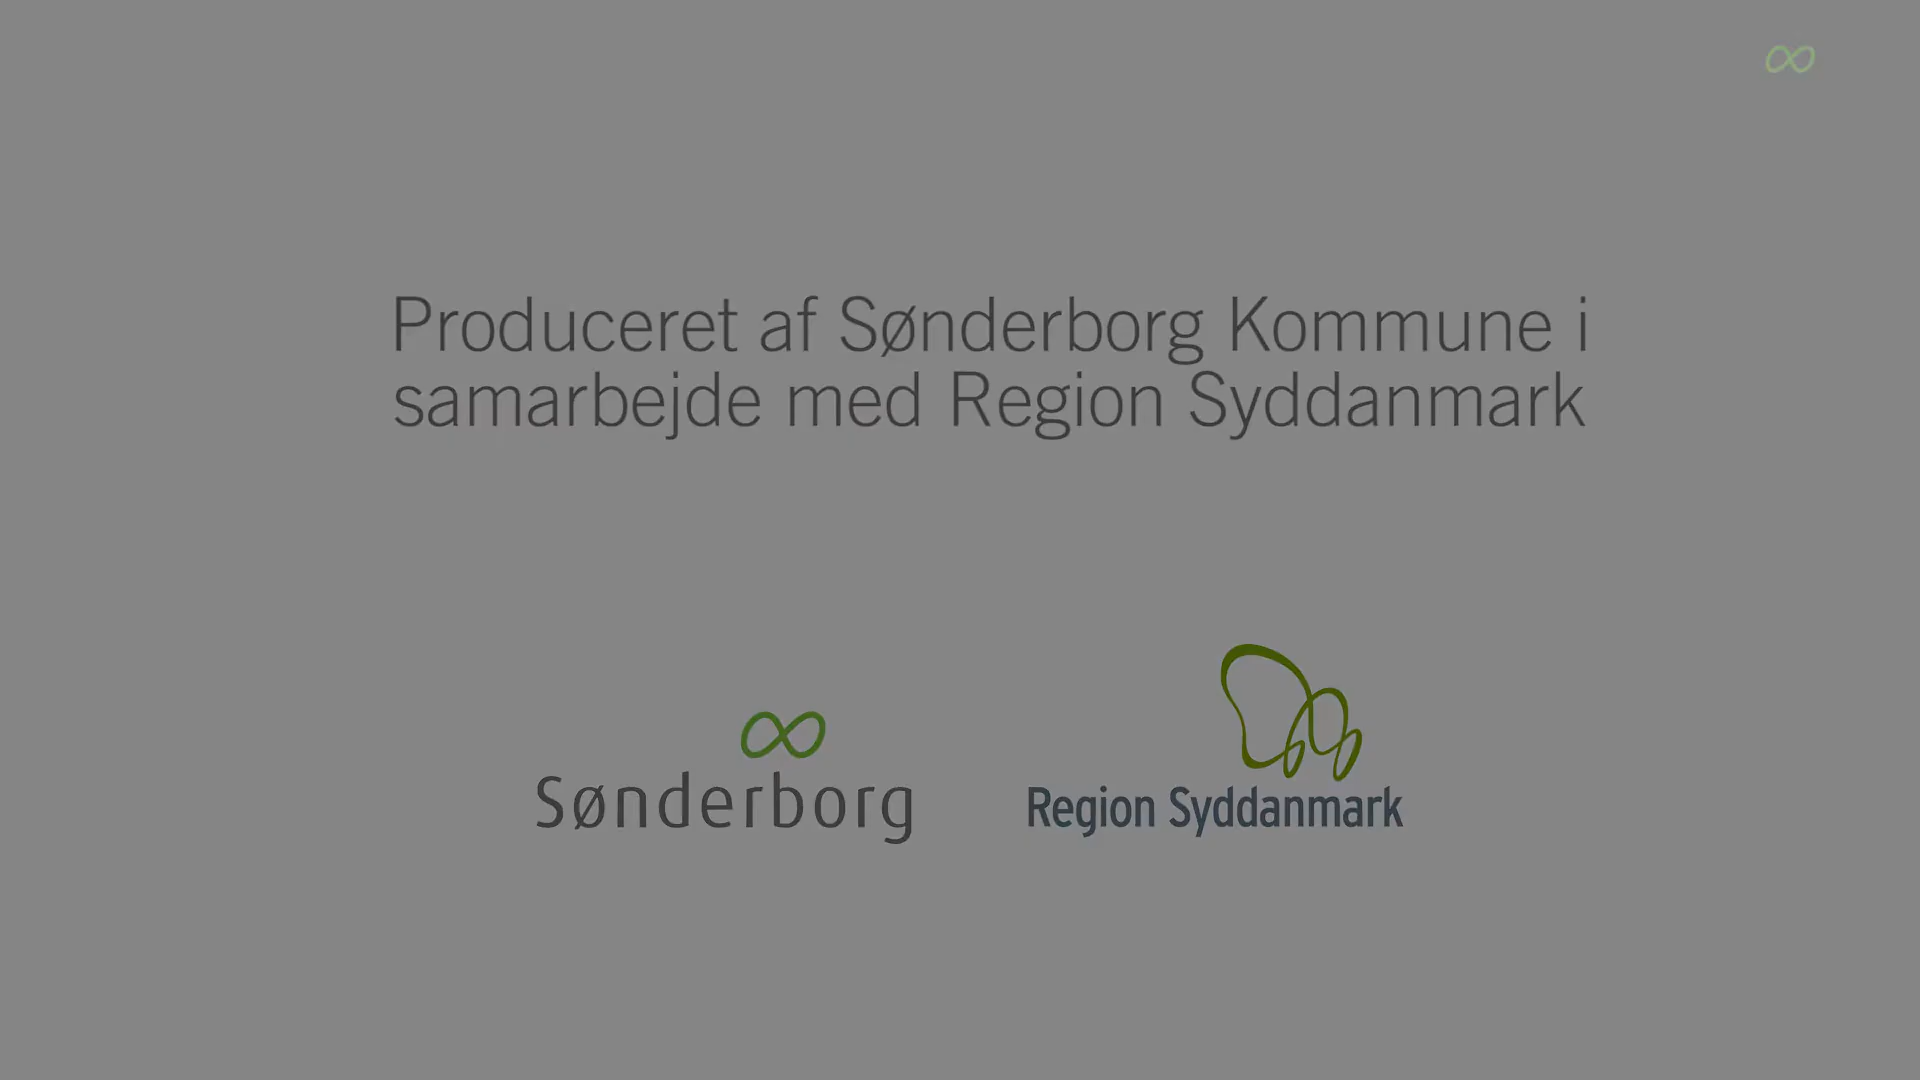 Produceret af Sønderborg Kommune i
samarbejde med Region Syddanmark
Sønderborg
Region Syddanmark